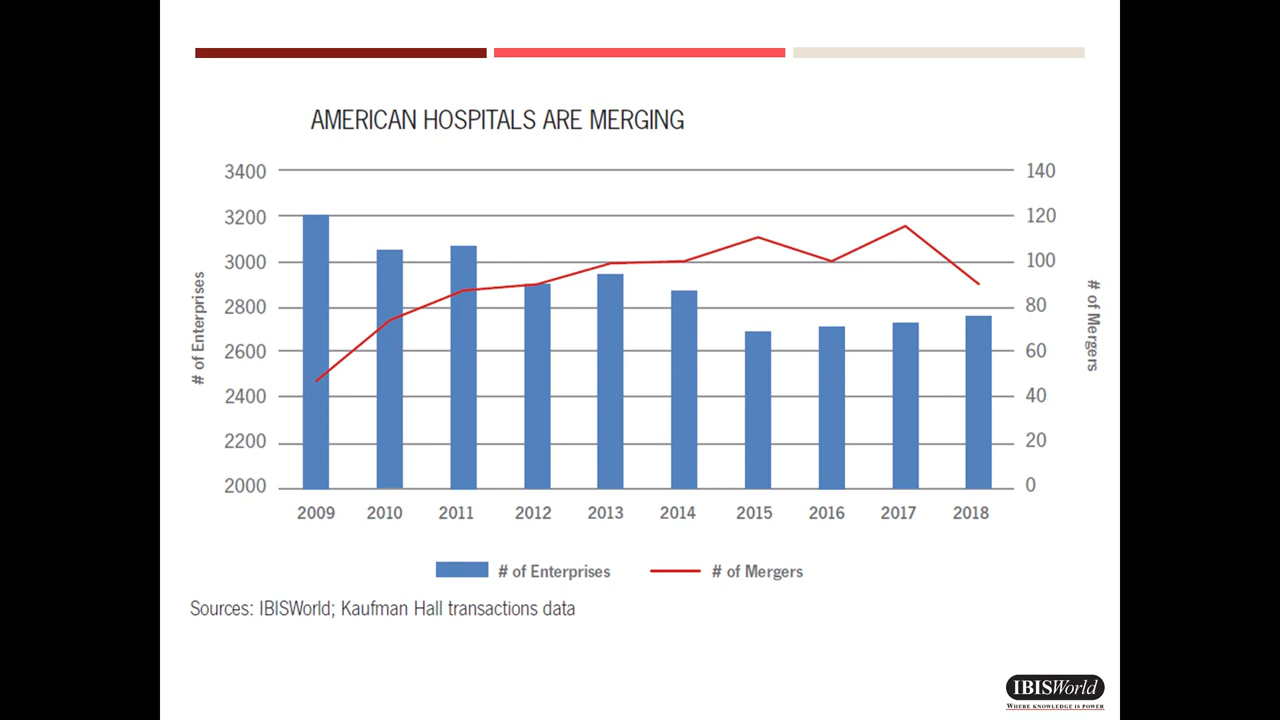 AMERICAN HOSPITALS ARE MERGING
3400 140
3200 120
3000 100
2800 80
2600 60
2400 40
2200 20
2000 0
# of Enterprises
# of Mergers
2009 2010 2011 2012 2013 2014 2015 2016 2017 2018
# of Enterprises # of Mergers
Sources: IBISWorld; Kaufman Hall transactions data
IBISWorld
WHERE KNOWLEDGE IS POWER